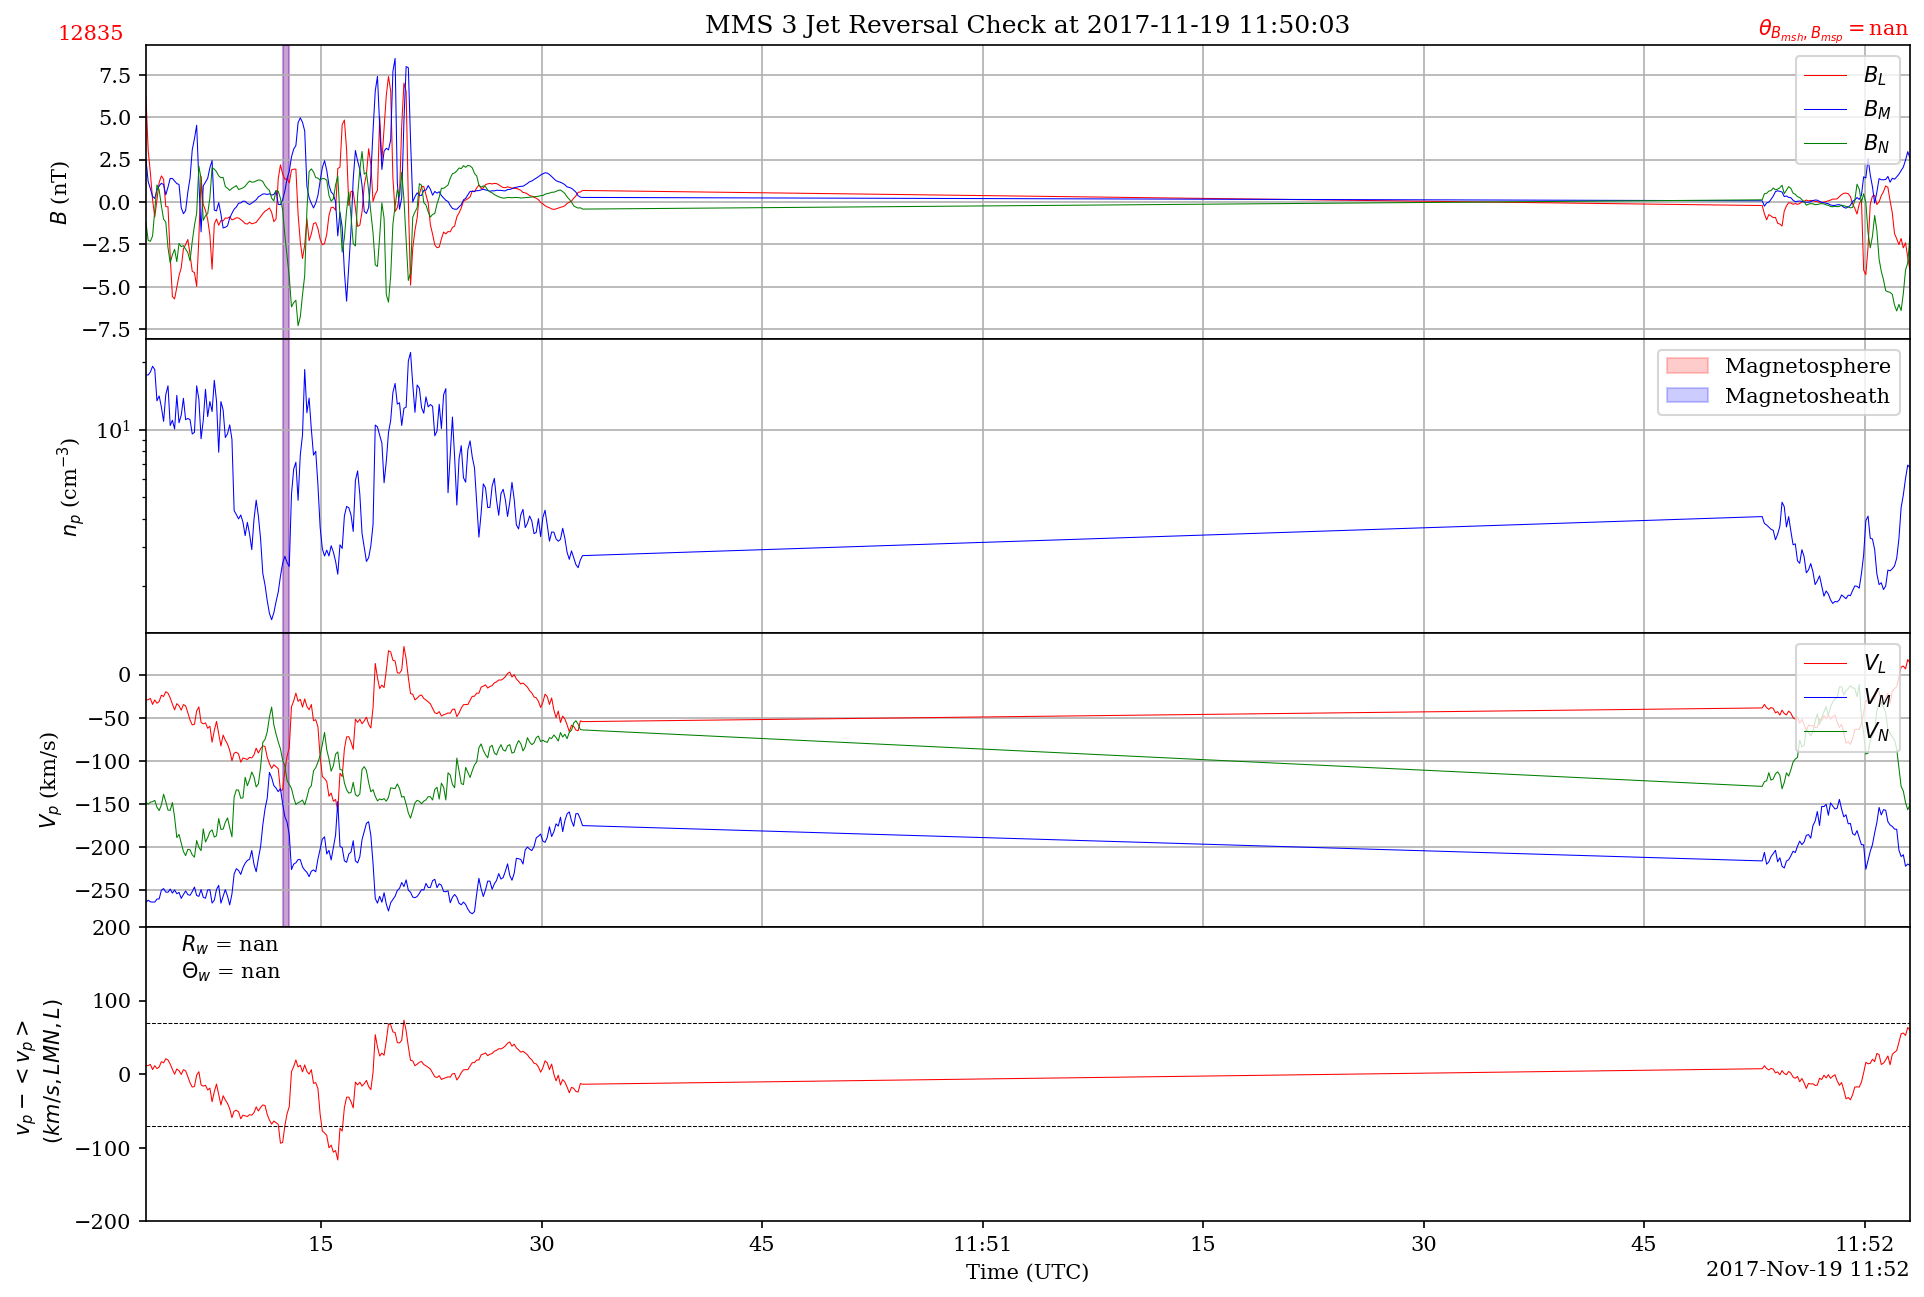 MMS 3 Jet Reversal Check at 2017-11-19 11:50:03
12835
θ_{B_{msh}, B_{msp}} = nan
7.5
5.0
2.5
0.0
−2.5
−5.0
−7.5
B (nT)
B_L
B_M
B_N
10^1
n_p (cm^{−3})
Magnetosphere
Magnetosheath
0
−50
−100
−150
−200
−250
V_p (km/s)
V_L
V_M
V_N
200
100
0
−100
−200
v_p − <v_p>
(km/s, LMN, L)
R_w = nan
Θ_w = nan
15 30 45 11:51 15 30 45 11:52
Time (UTC)
2017-Nov-19 11:52